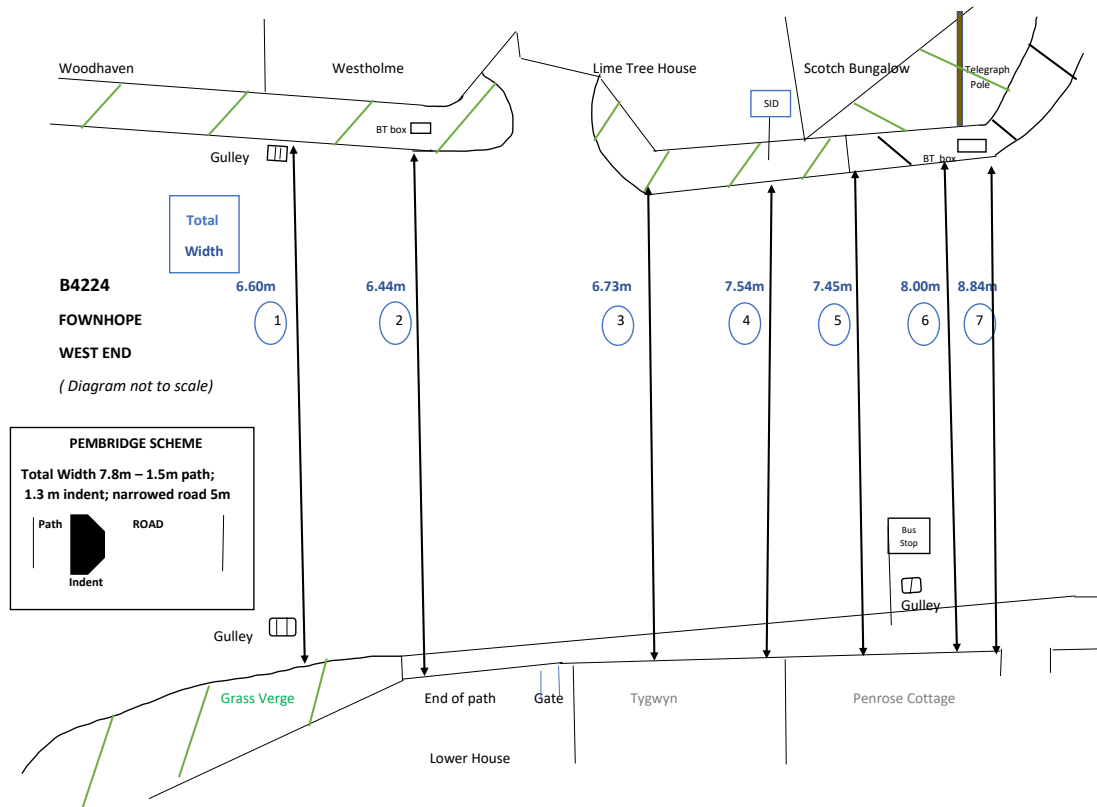 Woodhaven
Westholme
Lime Tree House
Scotch Bungalow
Telegraph
Pole
SID
BT box
BT box
Gulley
Total
Width
B4224
FOWNHOPE
WEST END
( Diagram not to scale)
6.60m
6.44m
6.73m
7.54m
7.45m
8.00m
8.84m
1
2
3
4
5
6
7
PEMBRIDGE SCHEME
Total Width 7.8m – 1.5m path;
1.3 m indent; narrowed road 5m
Path
ROAD
Indent
Bus
Stop
Gulley
Gulley
Grass Verge
End of path
Gate
Tygwyn
Penrose Cottage
Lower House